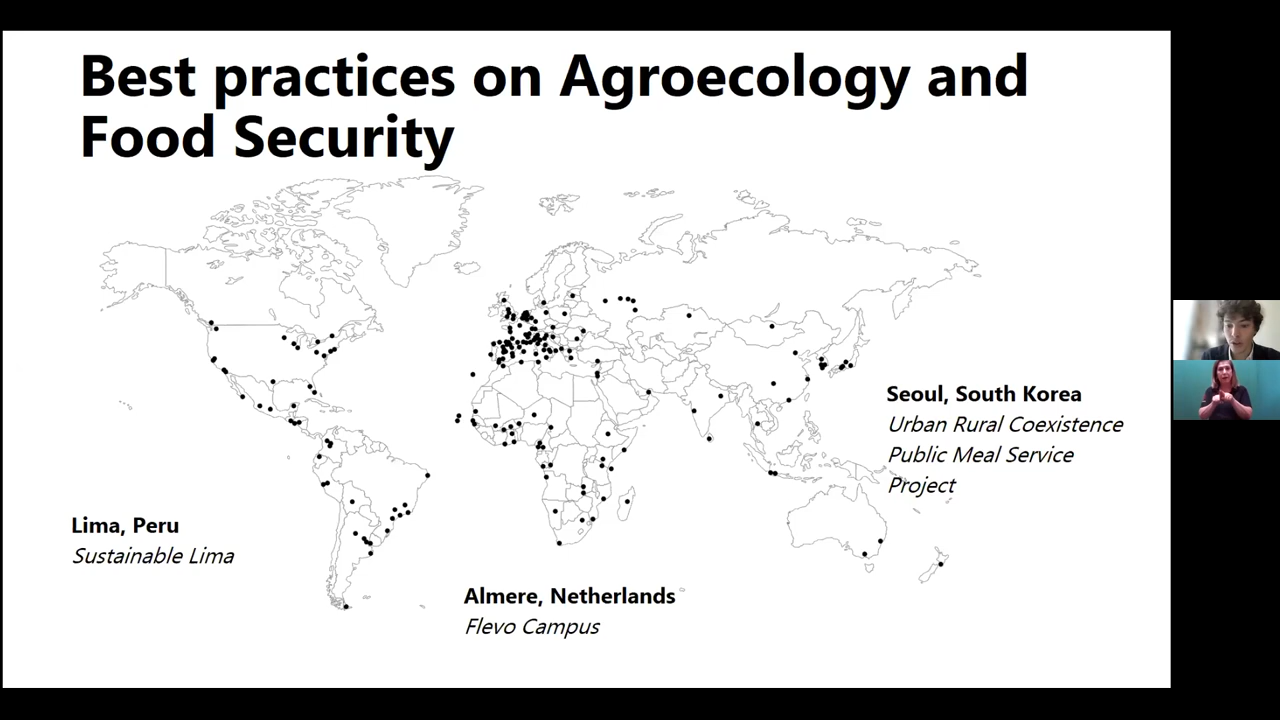 Best practices on Agroecology and
Food Security
Seoul, South Korea
Urban Rural Coexistence
Public Meal Service
Project
Lima, Peru
Sustainable Lima
Almere, Netherlands
Flevo Campus